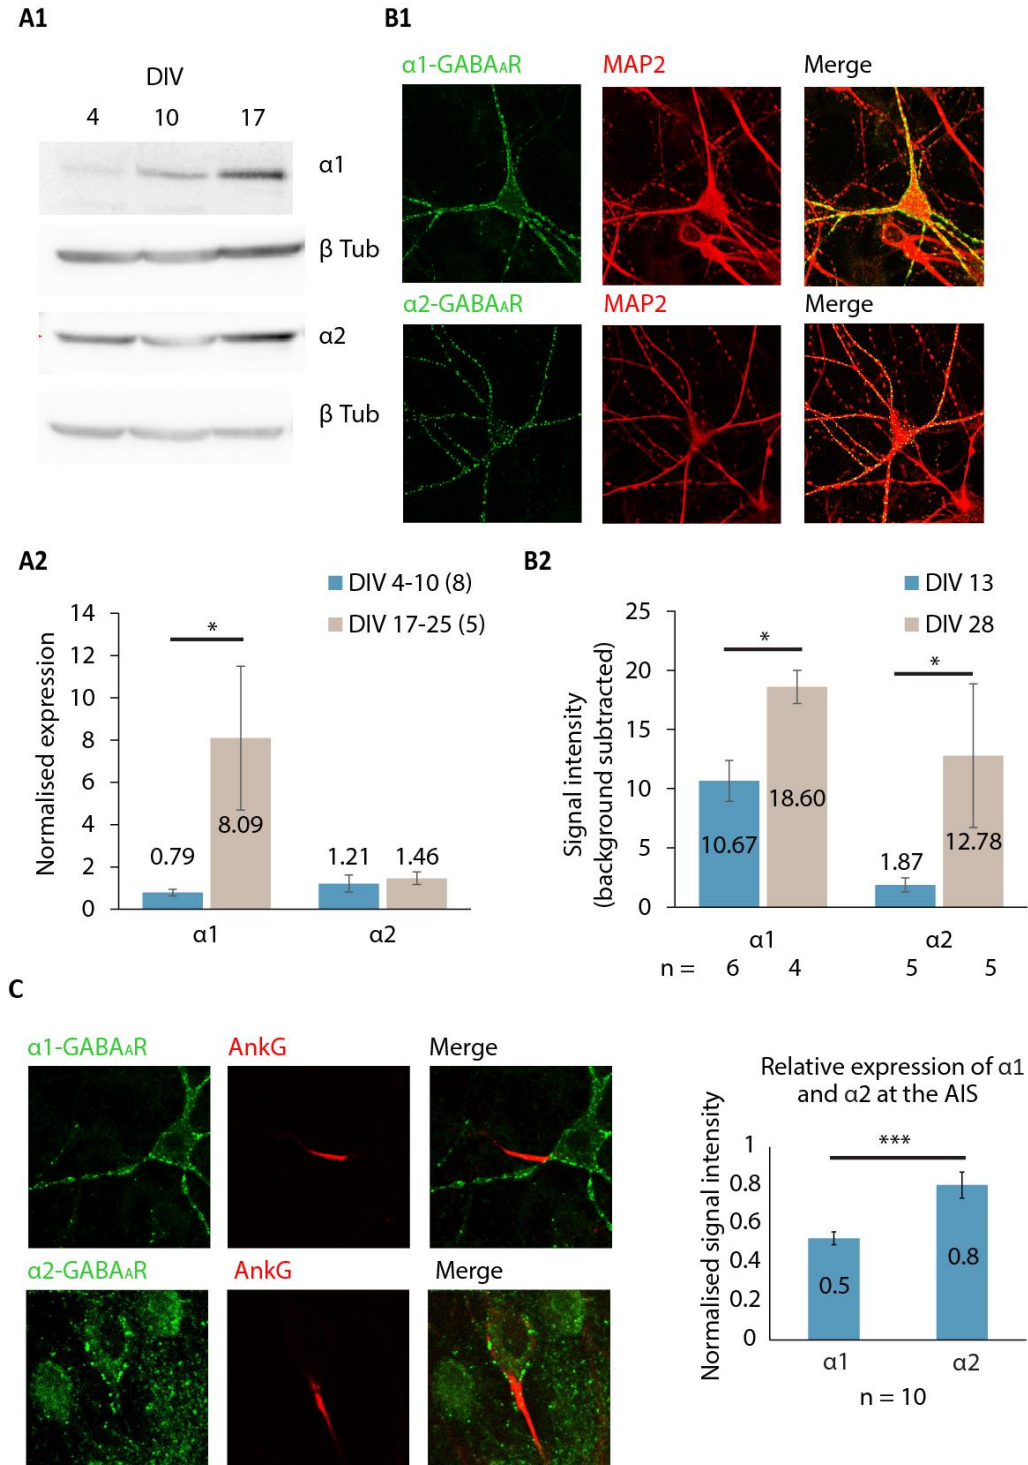 A1
DIV
4 10 17
α1
β Tub
α2
β Tub
B1
α1-GABAAR MAP2 Merge
α2-GABAAR MAP2 Merge
A2
DIV 4-10 (8)
DIV 17-25 (5)
Normalised expression
14
12
10
8
6
4
2
0
*
0.79
8.09
1.21
1.46
α1 α2
B2
DIV 13
DIV 28
Signal intensity
(background subtracted)
25
20
15
10
5
0
*
*
10.67
18.60
1.87
12.78
α1 α2
n = 6 4 5 5
C
α1-GABAAR AnkG Merge
α2-GABAAR AnkG Merge
Relative expression of α1
and α2 at the AIS
Normalised signal intensity
1
0.8
0.6
0.4
0.2
0
***
0.5
0.8
α1 α2
n = 10